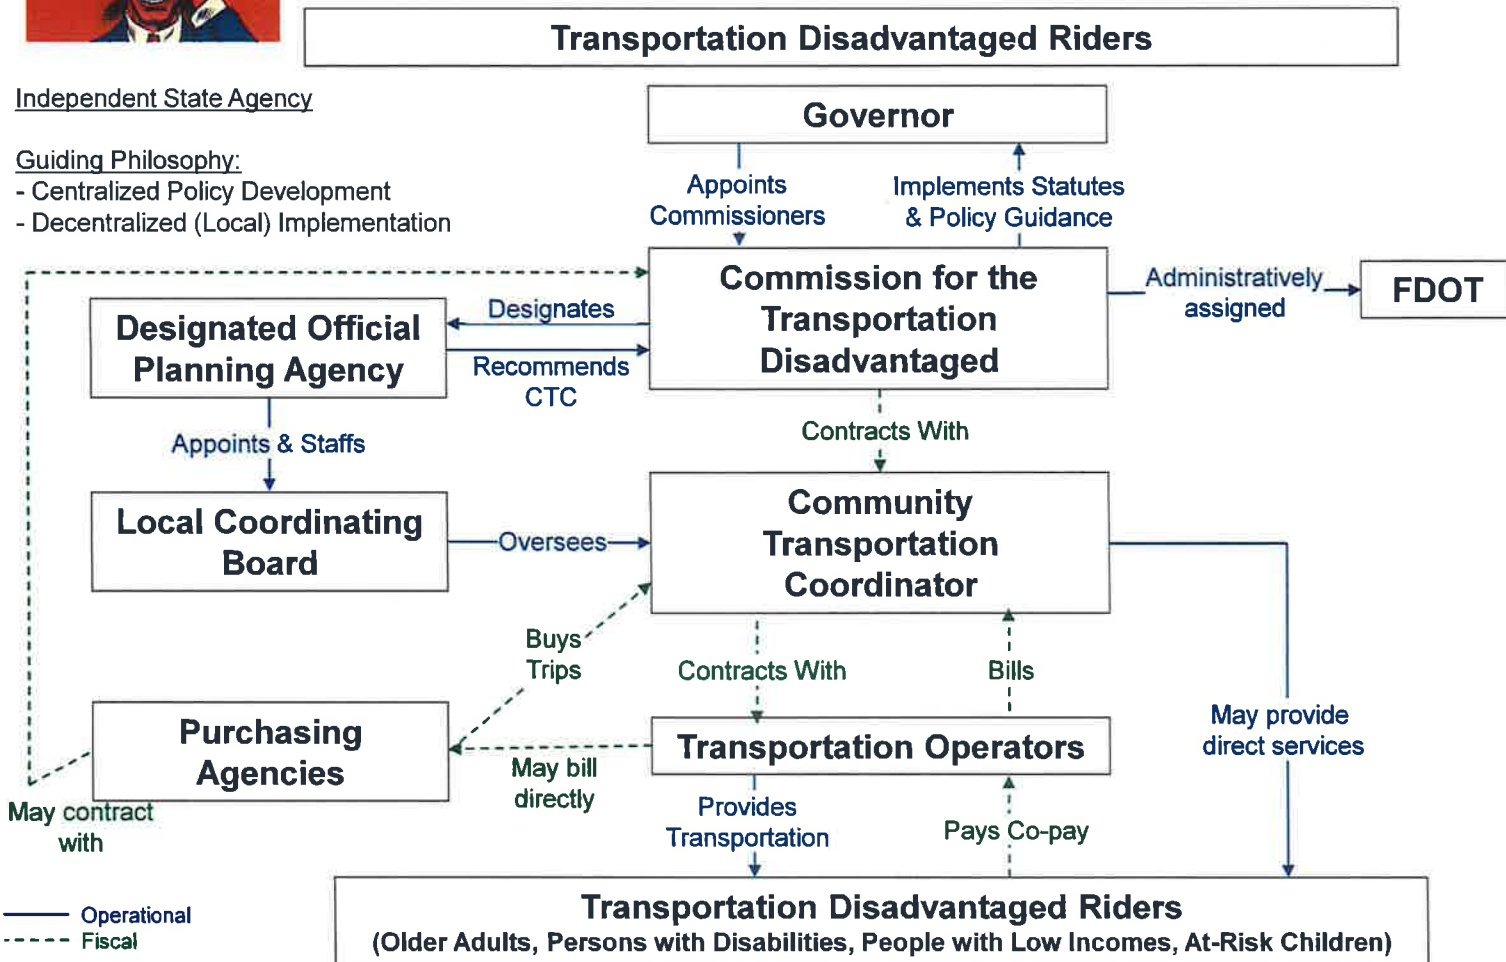 Transportation Disadvantaged Riders
Independent State Agency
Guiding Philosophy:
- Centralized Policy Development
- Decentralized (Local) Implementation
Governor
Appoints
Commissioners
Implements Statutes
& Policy Guidance
Commission for the
Transportation
Disadvantaged
Administratively
assigned
FDOT
Designated Official
Planning Agency
Designates
Recommends
CTC
Appoints & Staffs
Contracts With
Local Coordinating
Board
Oversees
Community
Transportation
Coordinator
Buys
Trips
Contracts With
Bills
May provide
direct services
Purchasing
Agencies
May bill
directly
Transportation Operators
May contract
with
Provides
Transportation
Pays Co-pay
Operational
Fiscal
Transportation Disadvantaged Riders
(Older Adults, Persons with Disabilities, People with Low Incomes, At-Risk Children)